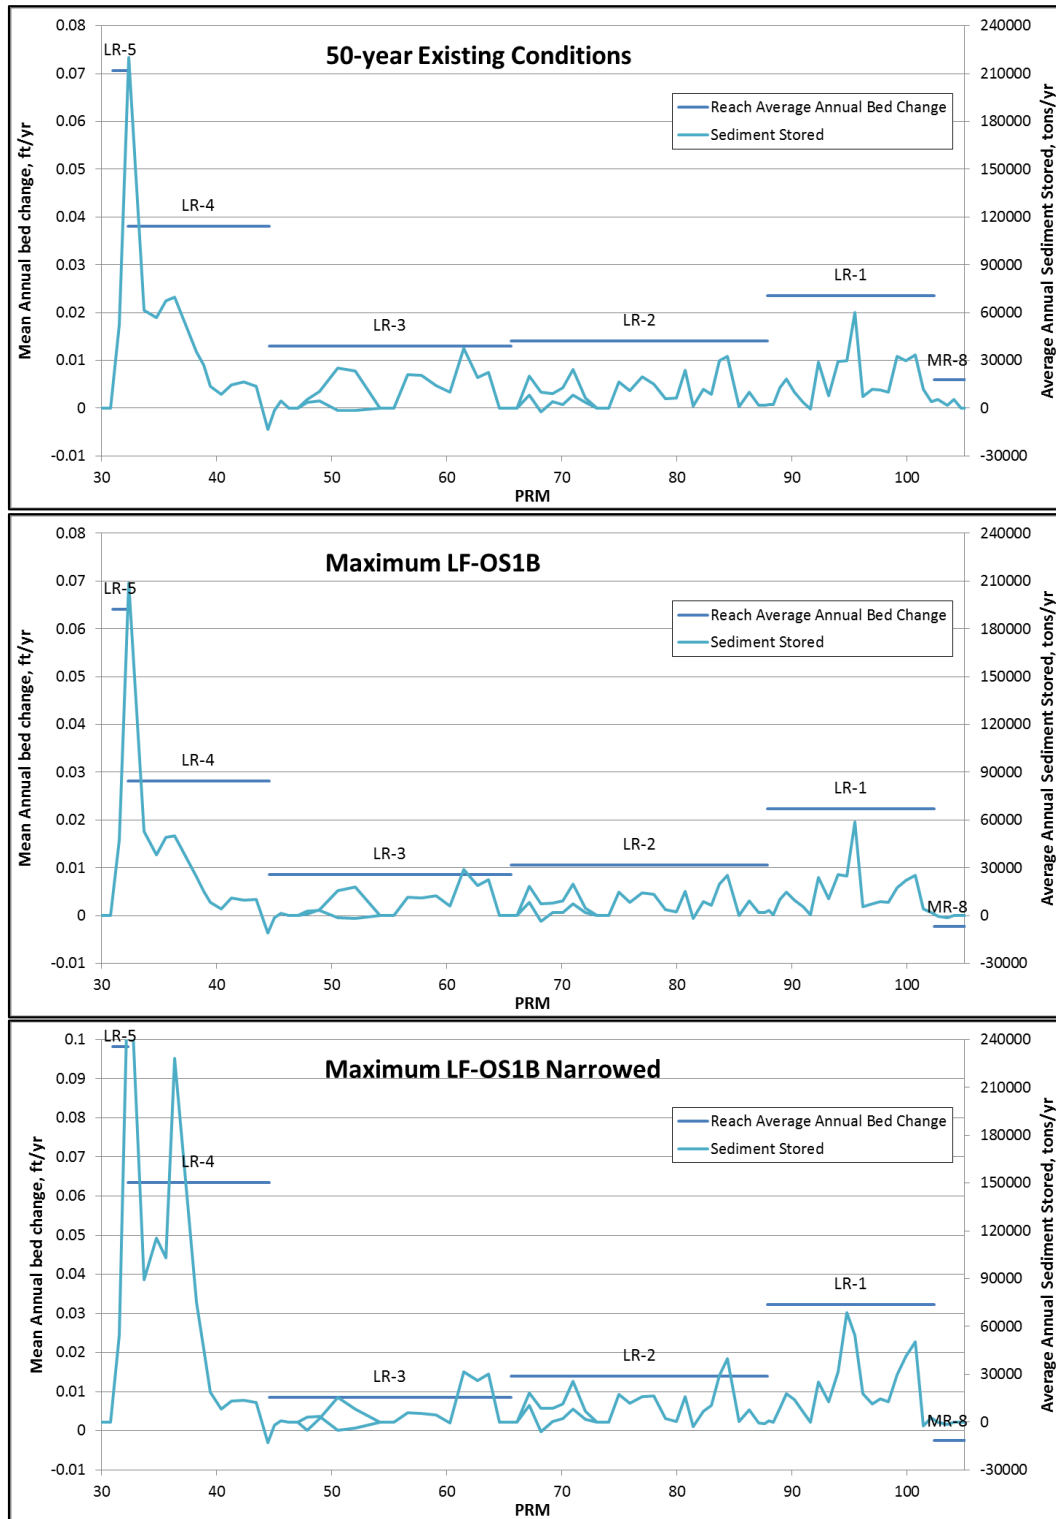 50-year Existing Conditions
Mean Annual bed change, ft/yr
Average Annual Sediment Stored, tons/yr
0.08
0.07
0.06
0.05
0.04
0.03
0.02
0.01
0
-0.01
240000
210000
180000
150000
120000
90000
60000
30000
0
-30000
Reach Average Annual Bed Change
Sediment Stored
LR-5
LR-4
LR-3
LR-2
LR-1
MR-8
30 40 50 60 70 80 90 100
PRM
Maximum LF-OS1B
Mean Annual bed change, ft/yr
Average Annual Sediment Stored, tons/yr
0.08
0.07
0.06
0.05
0.04
0.03
0.02
0.01
0
-0.01
240000
210000
180000
150000
120000
90000
60000
30000
0
-30000
Reach Average Annual Bed Change
Sediment Stored
LR-5
LR-4
LR-3
LR-2
LR-1
MR-8
30 40 50 60 70 80 90 100
PRM
Maximum LF-OS1B Narrowed
Mean Annual bed change, ft/yr
Average Annual Sediment Stored, tons/yr
0.1
0.09
0.08
0.07
0.06
0.05
0.04
0.03
0.02
0.01
0
-0.01
240000
210000
180000
150000
120000
90000
60000
30000
0
-30000
Reach Average Annual Bed Change
Sediment Stored
LR-5
LR-4
LR-3
LR-2
LR-1
MR-8
30 40 50 60 70 80 90 100
PRM